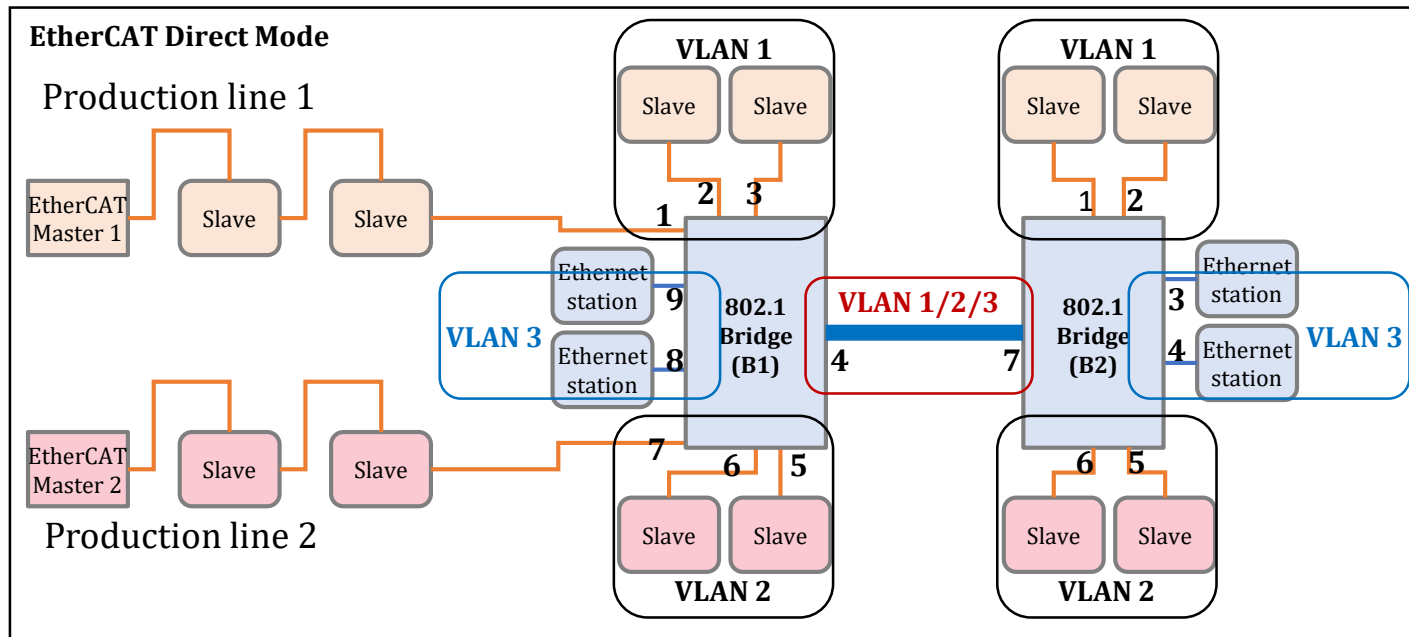 EtherCAT Direct Mode
Production line 1
EtherCAT
Master 1
Slave
Slave
VLAN 1
Slave
Slave
1
2
3
Ethernet
station
9
VLAN 3
Ethernet
station
8
802.1
Bridge
(B1)
VLAN 1/2/3
4
7
VLAN 1
Slave
Slave
1
2
802.1
Bridge
(B2)
Ethernet
station
3
VLAN 3
Ethernet
station
4
EtherCAT
Master 2
Slave
Slave
Production line 2
7
6
5
Slave
Slave
VLAN 2
6
5
Slave
Slave
VLAN 2